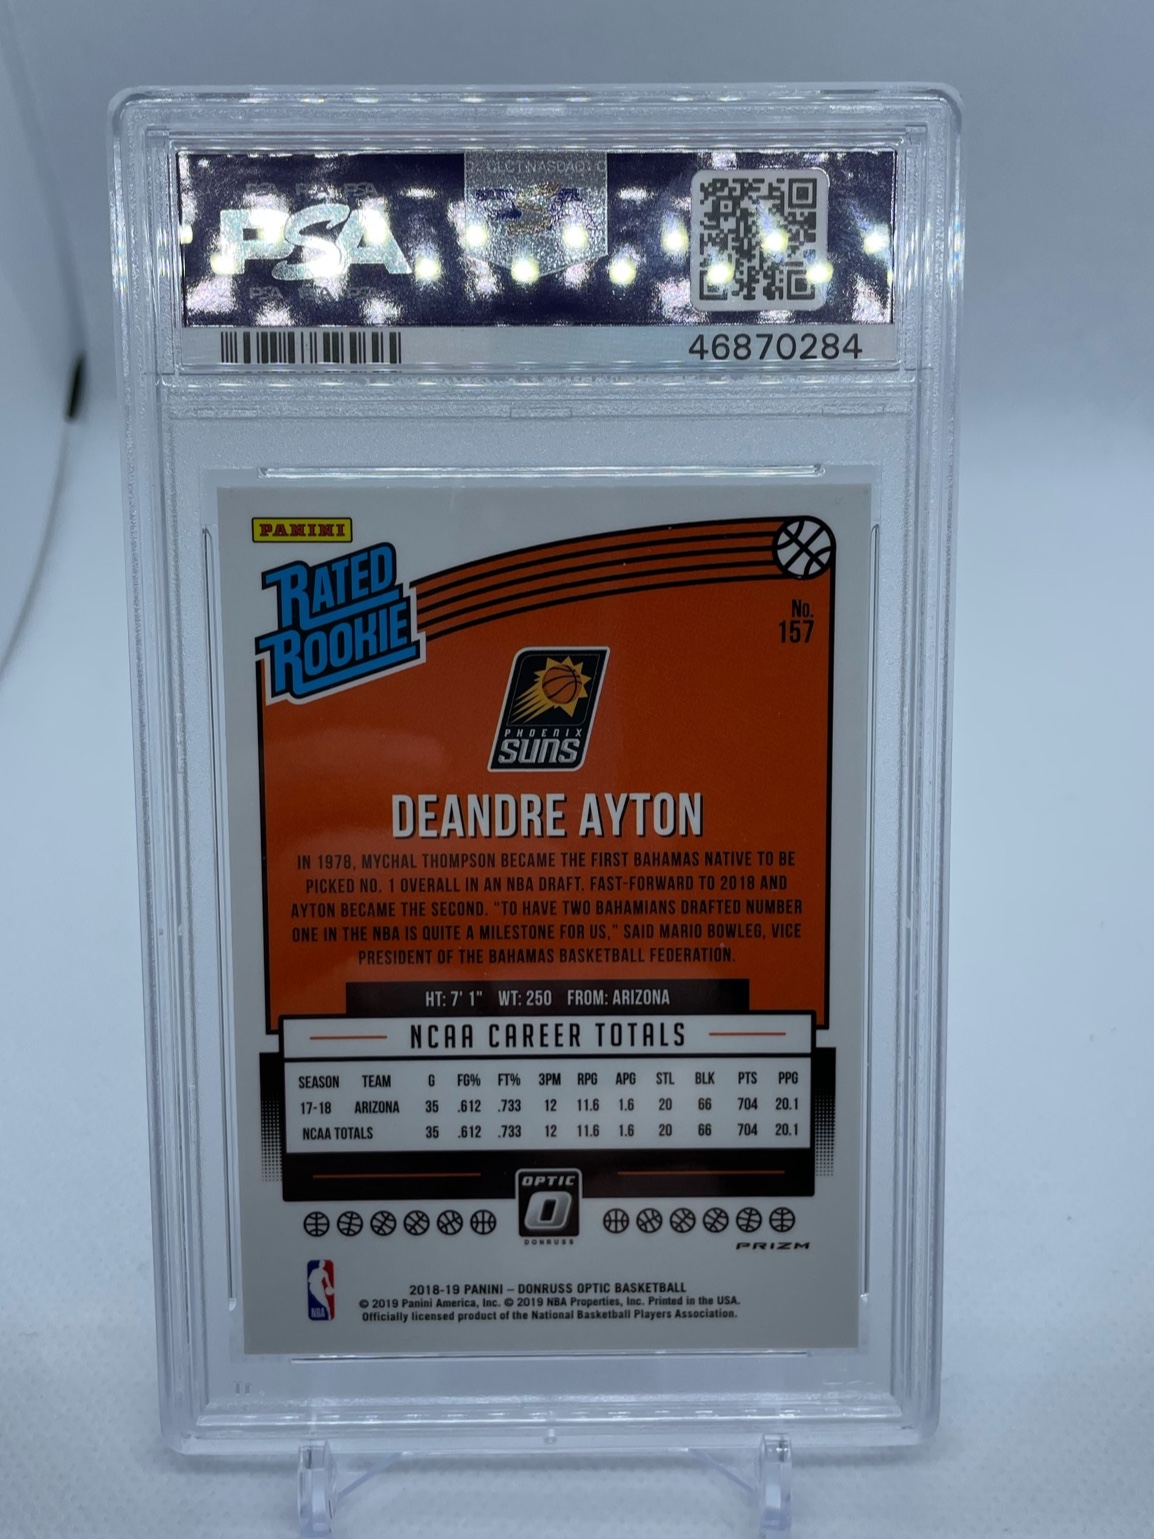 PSA PSA PSA
PSA
PSA PSA PSA
46870284
PANINI
RATED
ROOKIE
No.
157
PHOENIX
SUNS
DEANDRE AYTON
IN 1978, MYCHAL THOMPSON BECAME THE FIRST BAHAMAS NATIVE TO BE
PICKED NO. 1 OVERALL IN AN NBA DRAFT. FAST-FORWARD TO 2018 AND
AYTON BECAME THE SECOND. "TO HAVE TWO BAHAMIANS DRAFTED NUMBER
ONE IN THE NBA IS QUITE A MILESTONE FOR US," SAID MARIO BOWLEG, VICE
PRESIDENT OF THE BAHAMAS BASKETBALL FEDERATION.
HT: 7' 1" WT: 250 FROM: ARIZONA
NCAA CAREER TOTALS
SEASON TEAM G FG% FT% 3PM RPG APG STL BLK PTS PPG
17-18 ARIZONA 35 .612 .733 12 11.6 1.6 20 66 704 20.1
NCAA TOTALS 35 .612 .733 12 11.6 1.6 20 66 704 20.1
OPTIC
O
DONRUSS
PRIZM
NBA
2018-19 PANINI – DONRUSS OPTIC BASKETBALL
© 2019 Panini America, Inc. © 2019 NBA Properties, Inc. Printed in the USA.
Officially licensed product of the National Basketball Players Association.